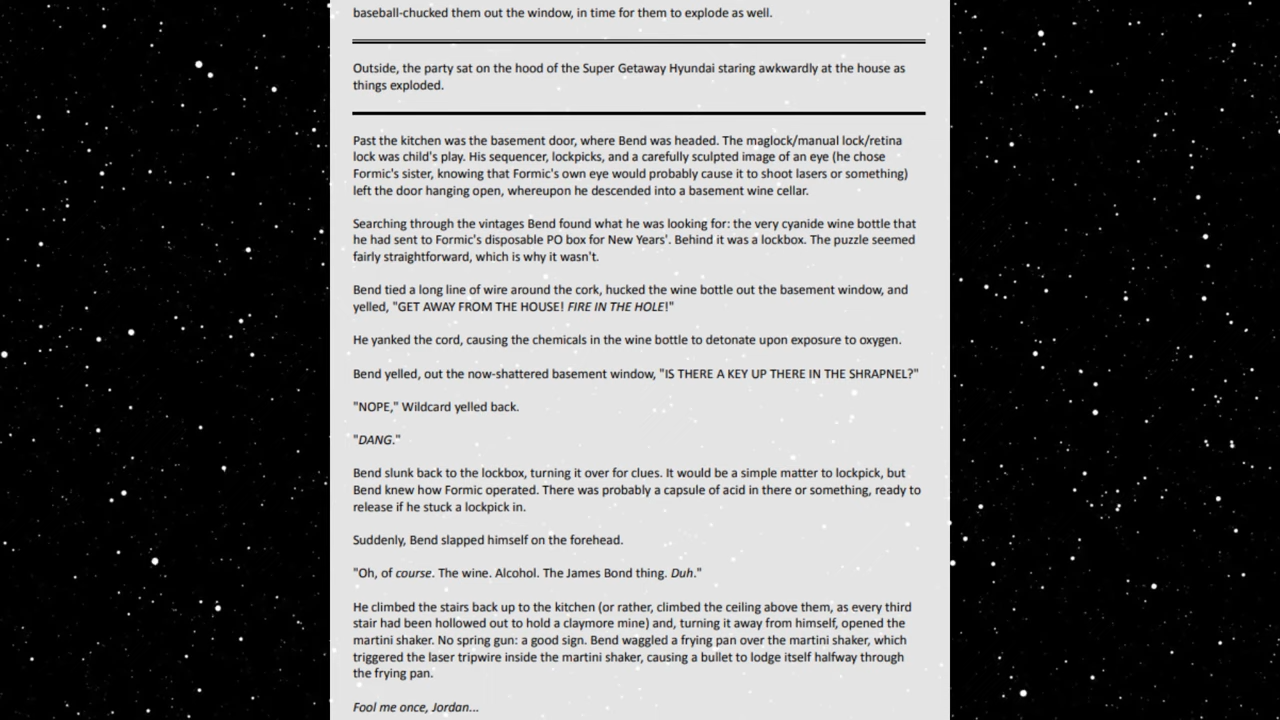 baseball-chucked them out the window, in time for them to explode as well.
Outside, the party sat on the hood of the Super Getaway Hyundai staring awkwardly at the house as
things exploded.
Past the kitchen was the basement door, where Bend was headed. The maglock/manual lock/retina
lock was child's play. His sequencer, lockpicks, and a carefully sculpted image of an eye (he chose
Formic's sister, knowing that Formic's own eye would probably cause it to shoot lasers or something)
left the door hanging open, whereupon he descended into a basement wine cellar.
Searching through the vintages Bend found what he was looking for: the very cyanide wine bottle that
he had sent to Formic's disposable PO box for New Years'. Behind it was a lockbox. The puzzle seemed
fairly straightforward, which is why it wasn't.
Bend tied a long line of wire around the cork, hucked the wine bottle out the basement window, and
yelled, "GET AWAY FROM THE HOUSE! FIRE IN THE HOLE!"
He yanked the cord, causing the chemicals in the wine bottle to detonate upon exposure to oxygen.
Bend yelled, out the now-shattered basement window, "IS THERE A KEY UP THERE IN THE SHRAPNEL?"
"NOPE," Wildcard yelled back.
"DANG."
Bend slunk back to the lockbox, turning it over for clues. It would be a simple matter to lockpick, but
Bend knew how Formic operated. There was probably a capsule of acid in there or something, ready to
release if he stuck a lockpick in.
Suddenly, Bend slapped himself on the forehead.
"Oh, of course. The wine. Alcohol. The James Bond thing. Duh."
He climbed the stairs back up to the kitchen (or rather, climbed the ceiling above them, as every third
stair had been hollowed out to hold a claymore mine) and, turning it away from himself, opened the
martini shaker. No spring gun: a good sign. Bend waggled a frying pan over the martini shaker, which
triggered the laser tripwire inside the martini shaker, causing a bullet to lodge itself halfway through
the frying pan.
Fool me once, Jordan...